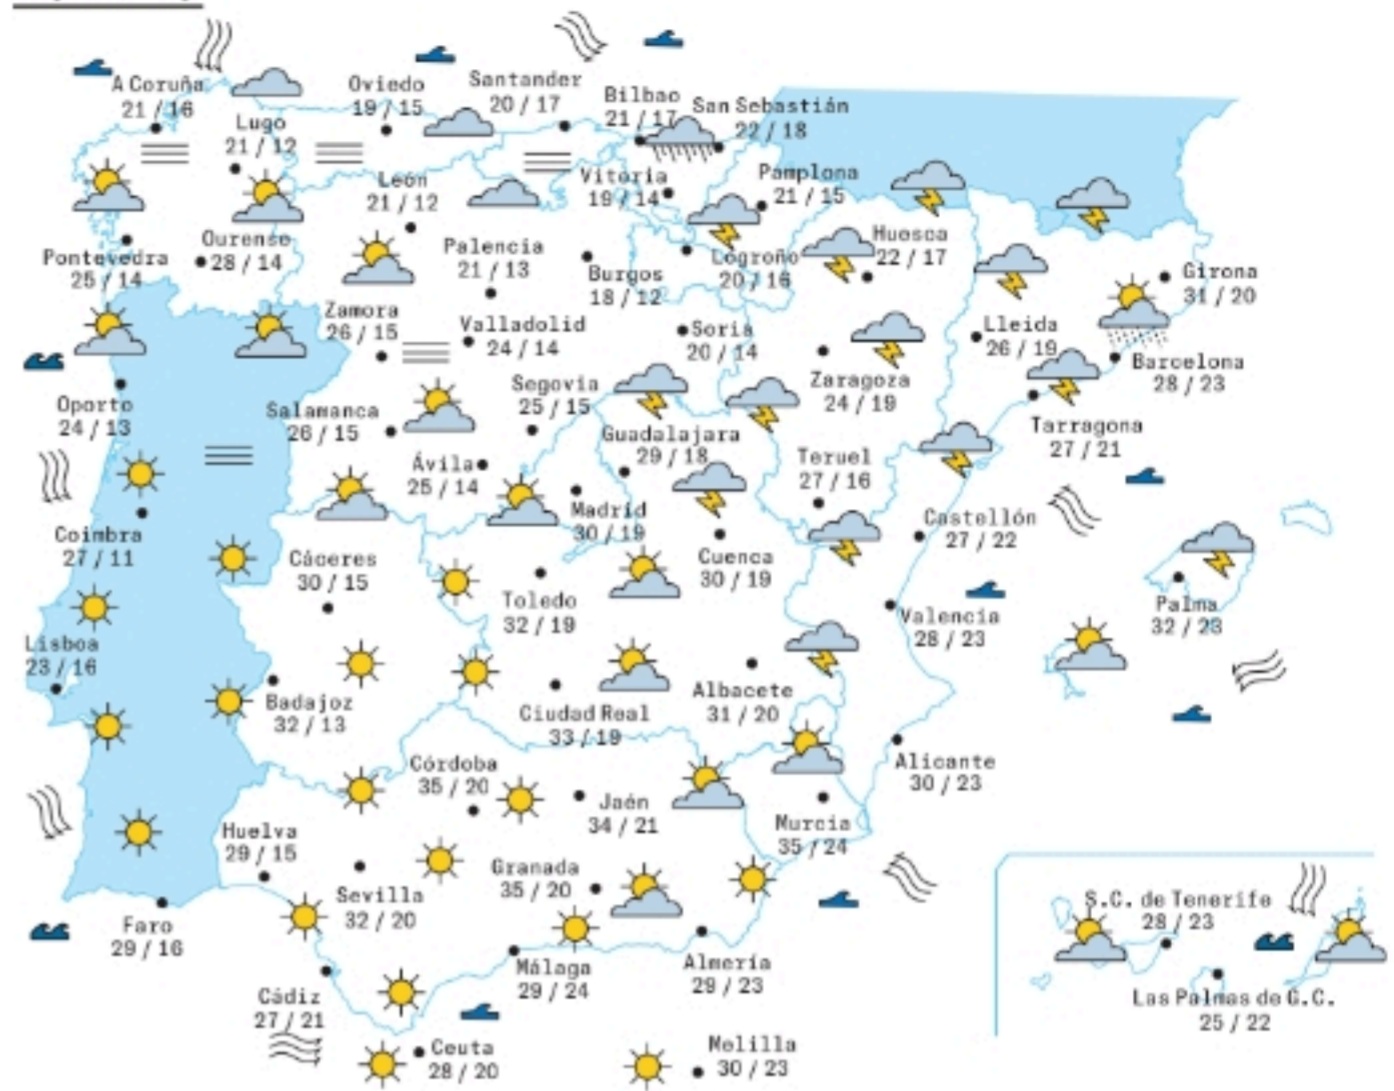 A Coruña
21 / 16
Oviedo
19 / 15
Santander
20 / 17
Bilbao
21 / 17
San Sebastián
22 / 18
Lugo
21 / 12
León
21 / 12
Vitoria
19 / 14
Pamplona
21 / 15
Pontevedra
25 / 14
Ourense
28 / 14
Palencia
21 / 13
Burgos
18 / 12
Logroño
20 / 16
Huesca
22 / 17
Girona
31 / 20
Zamora
26 / 15
Valladolid
24 / 14
Soria
20 / 14
Lleida
26 / 19
Barcelona
28 / 23
Oporto
24 / 13
Salamanca
26 / 15
Segovia
25 / 15
Zaragoza
24 / 19
Tarragona
27 / 21
Ávila
25 / 14
Guadalajara
29 / 18
Teruel
27 / 16
Coimbra
27 / 11
Cáceres
30 / 15
Madrid
30 / 19
Cuenca
30 / 19
Castellón
27 / 22
Toledo
32 / 19
Valencia
28 / 23
Palma
32 / 23
Lisboa
23 / 16
Badajoz
32 / 13
Ciudad Real
33 / 19
Albacete
31 / 20
Alicante
30 / 23
Córdoba
35 / 20
Jaén
34 / 21
Murcia
35 / 24
Huelva
29 / 15
Sevilla
32 / 20
Granada
35 / 20
Faro
29 / 16
Málaga
29 / 24
Almería
29 / 23
S.C. de Tenerife
28 / 23
Cádiz
27 / 21
Las Palmas de G.C.
25 / 22
Ceuta
28 / 20
Melilla
30 / 23